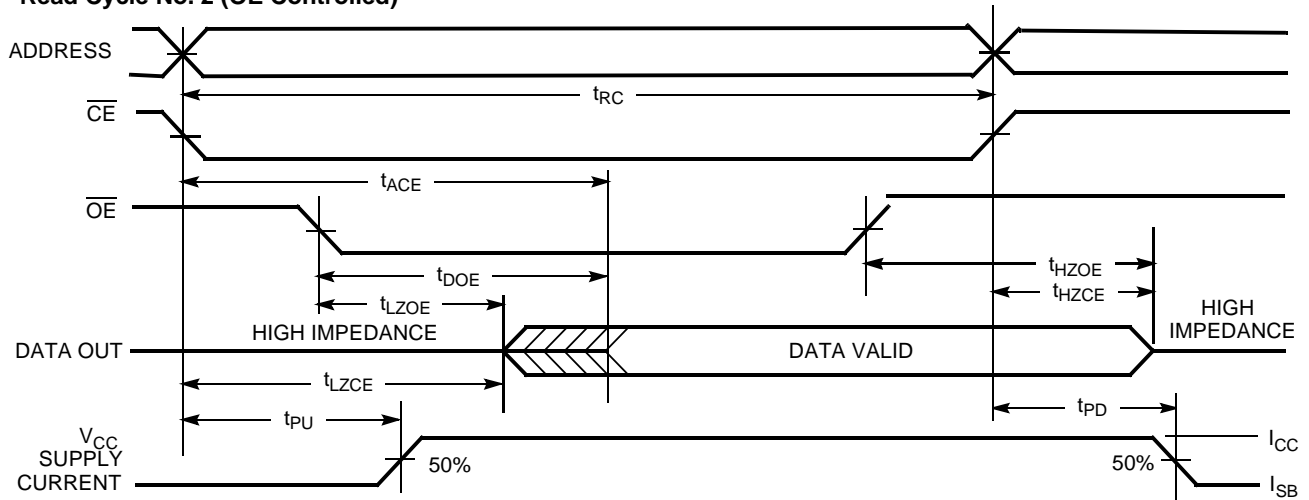 Read Cycle No. 2 (OE Controlled)
ADDRESS
tRC
CE
tACE
OE
tDOE
tHZOE
tLZOE
tHZCE
HIGH IMPEDANCE
HIGH
IMPEDANCE
DATA OUT
DATA VALID
tLZCE
tPU
tPD
VCC
SUPPLY
CURRENT
50%
50%
ICC
ISB